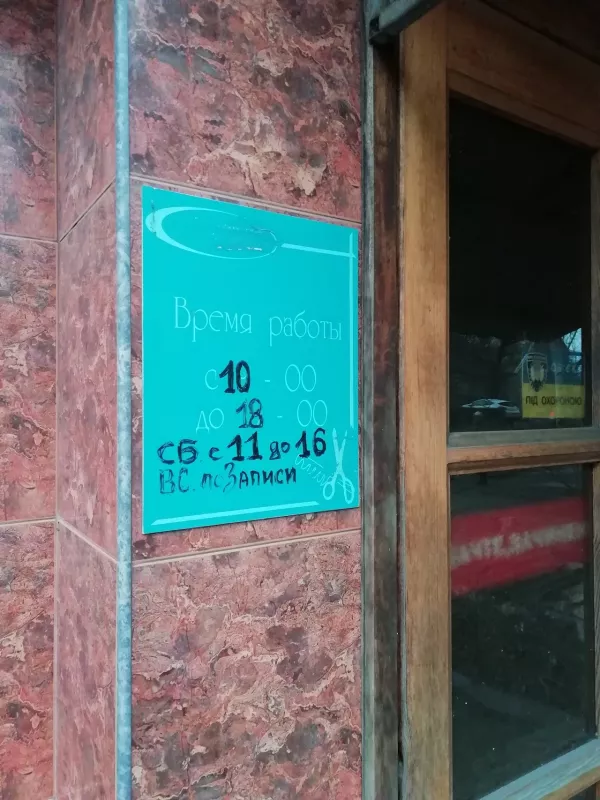 Время работы
с 10 - 00
до 18 - 00
СБ. с 11 до 16
ВС. по ЗАПИСИ
ПІД ОХОРОНОЮ